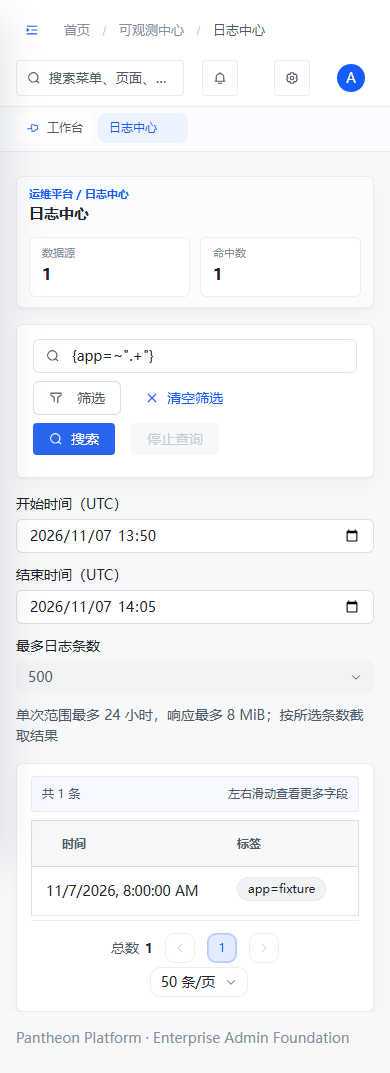 首页 / 可观测中心 / 日志中心
搜索菜单、页面、...
A
工作台 日志中心
运维平台 / 日志中心
日志中心
数据源 命中数
1 1
{app=~".+"}
筛选 清空筛选
搜索 停止查询
开始时间（UTC）
2026/11/07 13:50
结束时间（UTC）
2026/11/07 14:05
最多日志条数
500
单次范围最多 24 小时，响应最多 8 MiB；按所选条数截
取结果
共 1 条 左右滑动查看更多字段
时间 标签
11/7/2026, 8:00:00 AM app=fixture
总数 1 1
50 条/页
Pantheon Platform · Enterprise Admin Foundation